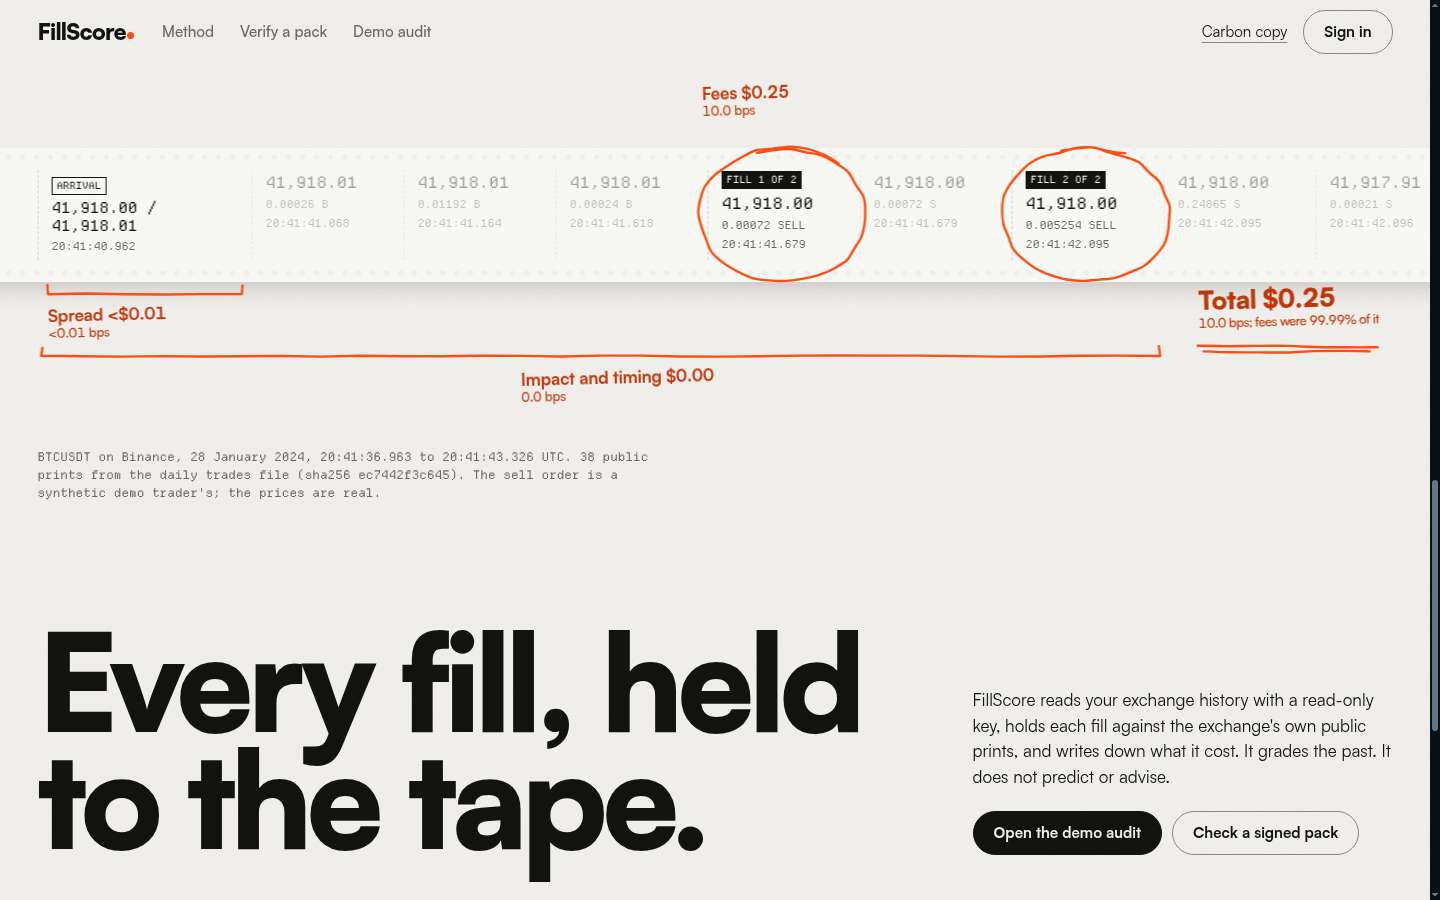 FillScore.
Method
Verify a pack
Demo audit
Carbon copy
Sign in
Fees $0.25
10.0 bps
ARRIVAL
41,918.00 /
41,918.01
20:41:40.962
41,918.01
0.00026 B
20:41:41.068
41,918.01
0.01192 B
20:41:41.164
41,918.01
0.00024 B
20:41:41.618
FILL 1 OF 2
41,918.00
0.00072 SELL
20:41:41.679
41,918.00
0.00072 S
20:41:41.679
FILL 2 OF 2
41,918.00
0.005254 SELL
20:41:42.095
41,918.00
0.24865 S
20:41:42.095
41,917.91
0.00021 S
20:41:42.096
Spread <$0.01
<0.01 bps
Total $0.25
10.0 bps; fees were 99.99% of it
Impact and timing $0.00
0.0 bps
BTCUSDT on Binance, 28 January 2024, 20:41:36.963 to 20:41:43.326 UTC. 38 public
prints from the daily trades file (sha256 ec7442f3c645). The sell order is a
synthetic demo trader's; the prices are real.
Every fill, held
to the tape.
FillScore reads your exchange history with a read-only
key, holds each fill against the exchange's own public
prints, and writes down what it cost. It grades the past. It
does not predict or advise.
Open the demo audit
Check a signed pack